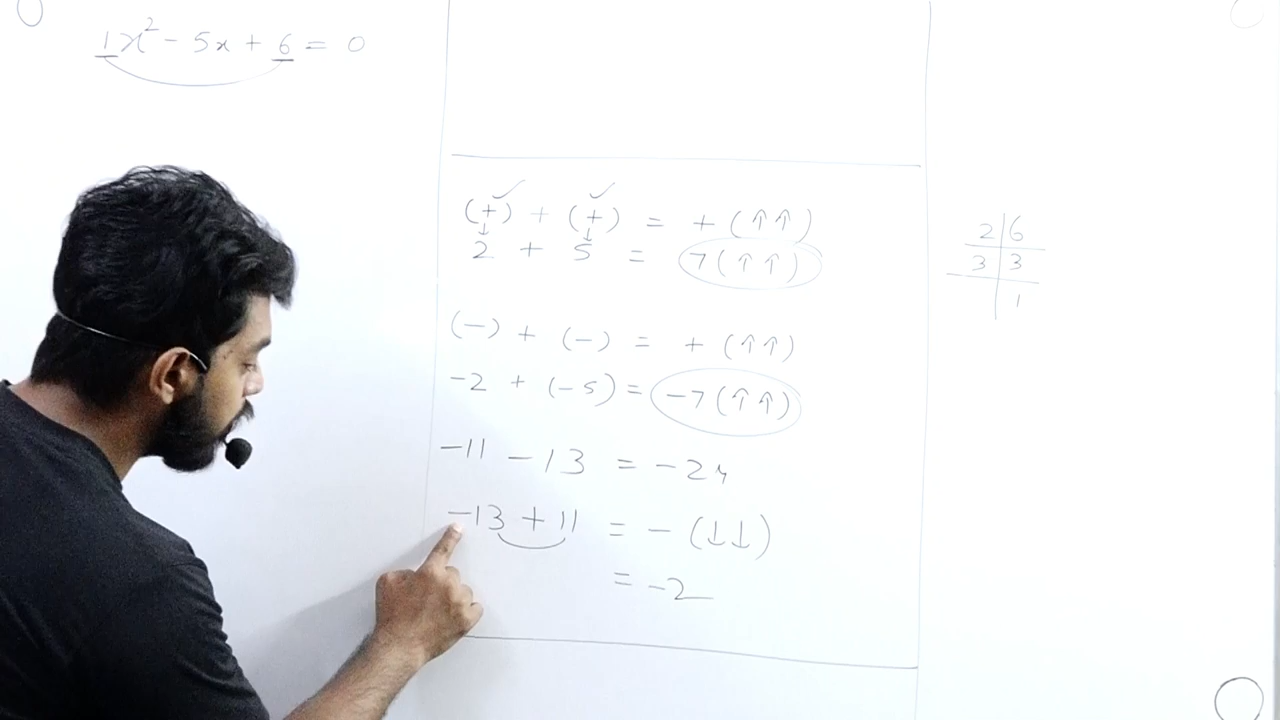 1x² - 5x + 6 = 0
(+) + (+) = + (↑↑)
2 + 5 = 7 (↑↑)
(-) + (-) = + (↑↑)
-2 + (-5) = -7 (↑↑)
-11 - 13 = -24
-13 + 11 = - (↓↓)
= -2
2 | 6
3 | 3
| 1